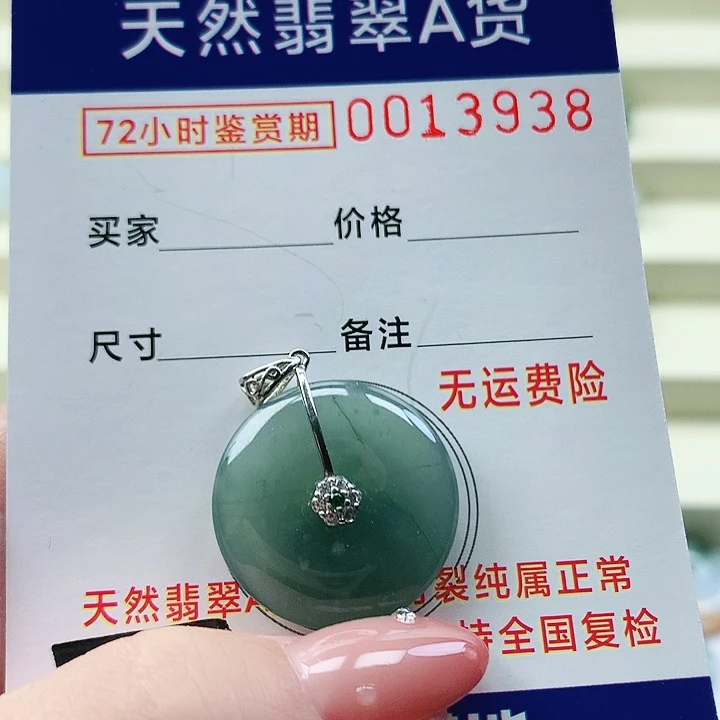 天然翡翠A货
72小时鉴赏期 0013938
买家 价格
尺寸 备注
无运费险
天然翡翠A 裂纯属正常
持全国复检